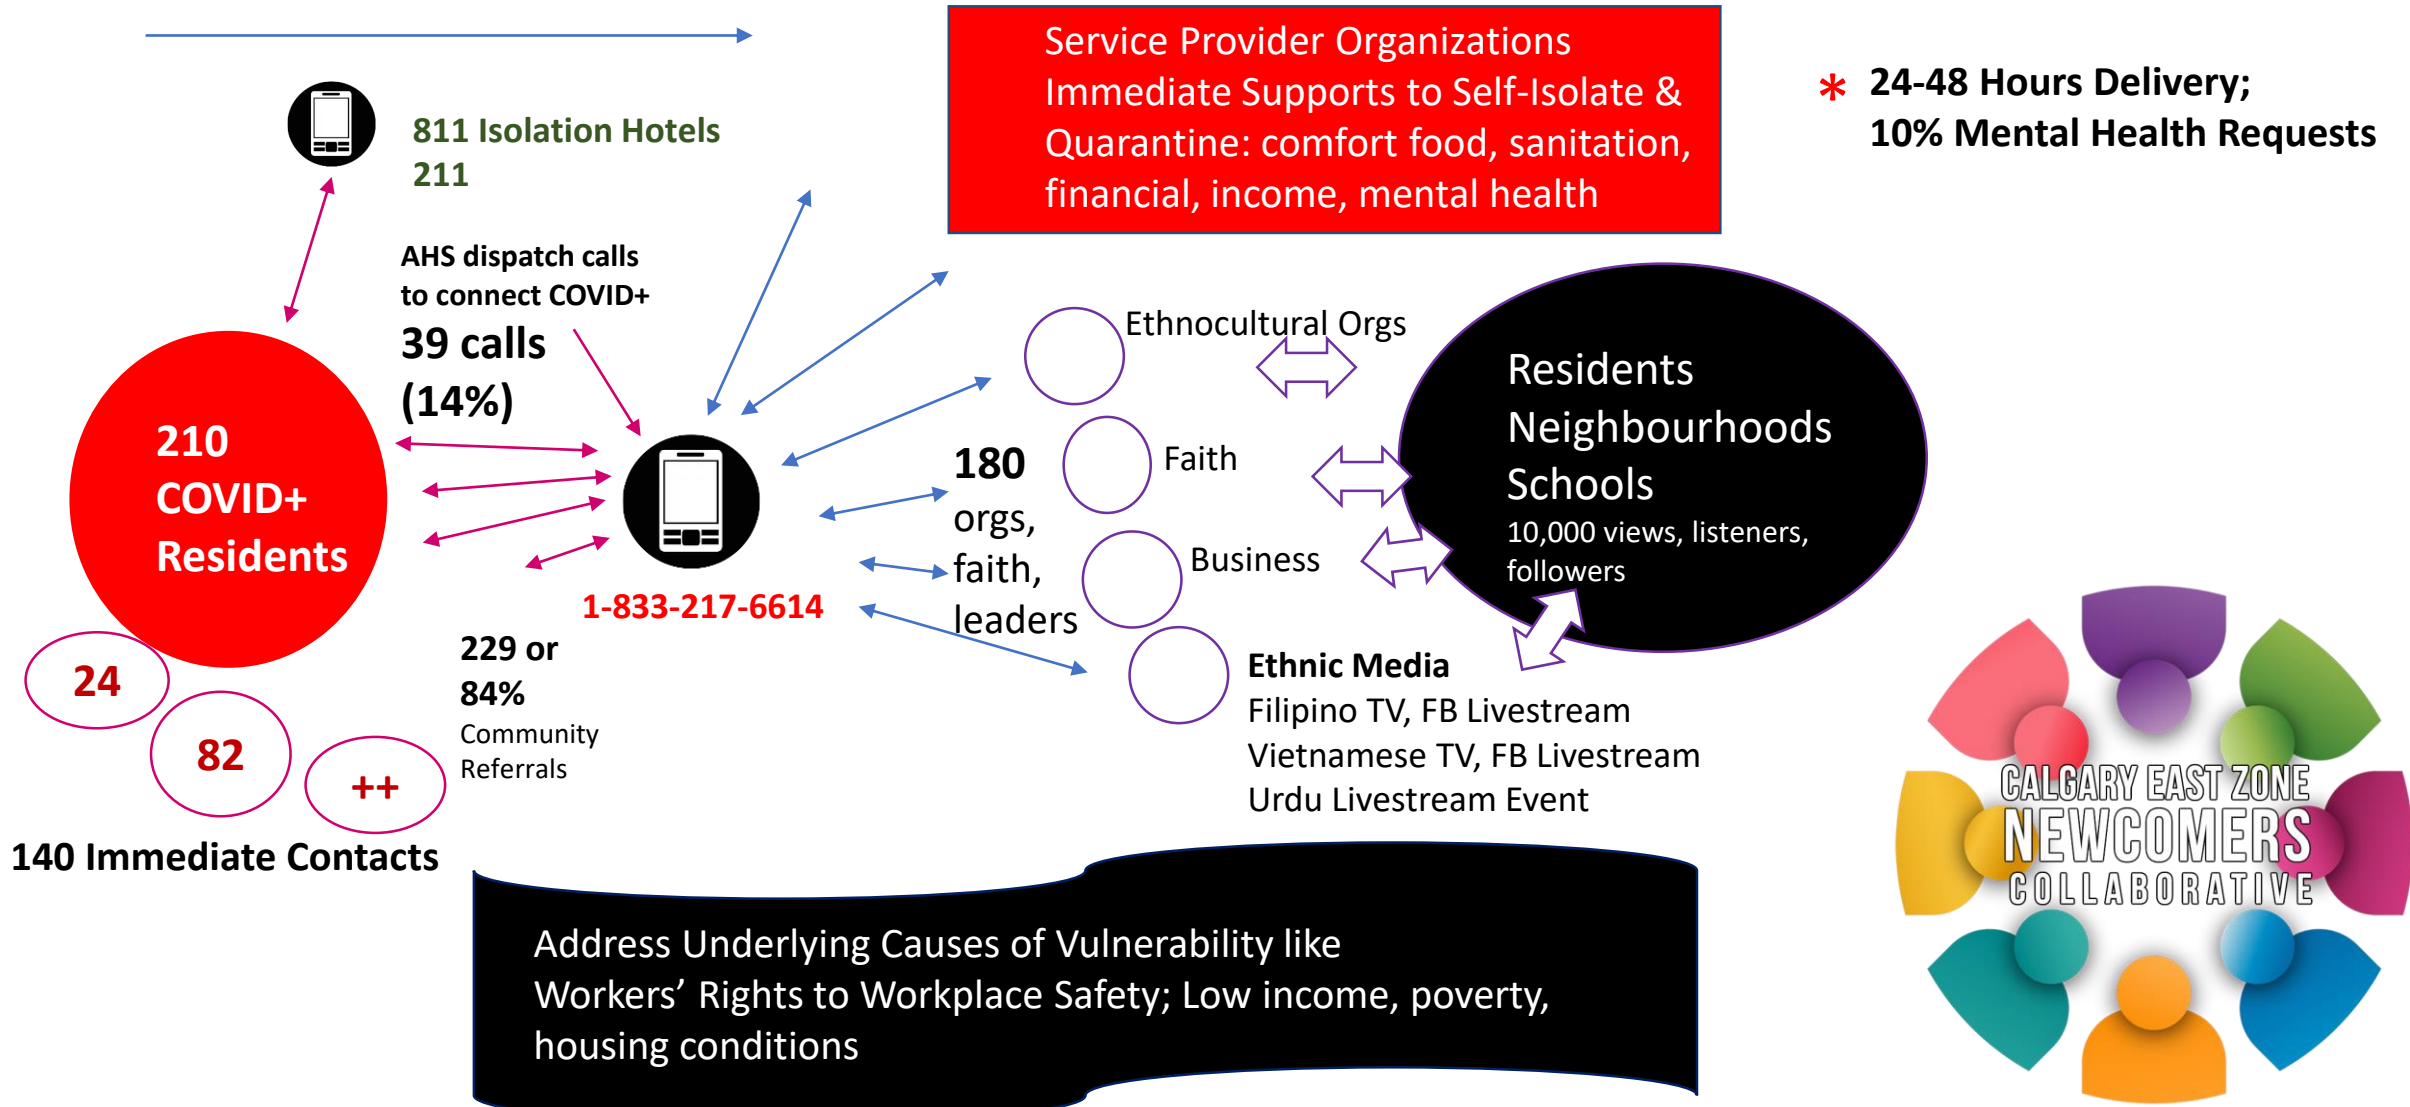 Service Provider Organizations
Immediate Supports to Self-Isolate &
Quarantine: comfort food, sanitation,
financial, income, mental health
* 24-48 Hours Delivery;
10% Mental Health Requests
811 Isolation Hotels
211
AHS dispatch calls
to connect COVID+
39 calls
(14%)
210
COVID+
Residents
1-833-217-6614
24
82
++
140 Immediate Contacts
229 or
84%
Community
Referrals
180
orgs,
faith,
leaders
Ethnocultural Orgs
Faith
Business
Ethnic Media
Filipino TV, FB Livestream
Vietnamese TV, FB Livestream
Urdu Livestream Event
Residents
Neighbourhoods
Schools
10,000 views, listeners,
followers
Address Underlying Causes of Vulnerability like
Workers’ Rights to Workplace Safety; Low income, poverty,
housing conditions
CALGARY EAST ZONE
NEWCOMERS
COLLABORATIVE